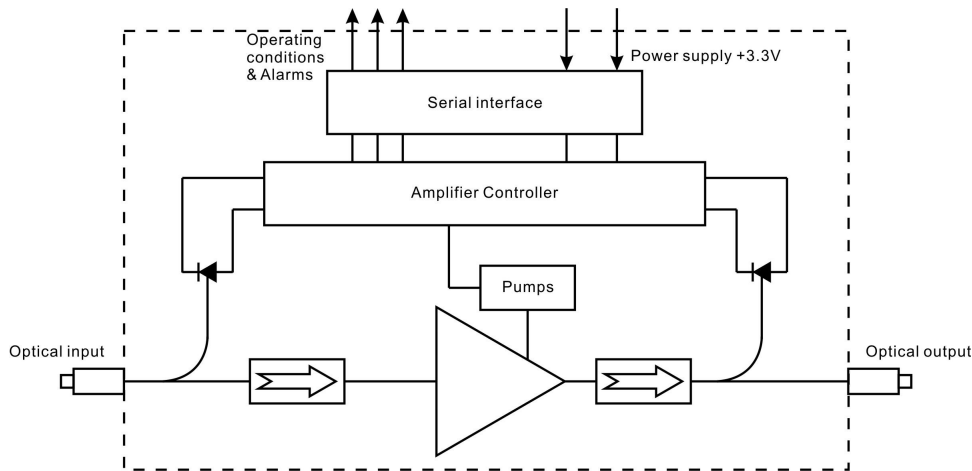 Operating
conditions
& Alarms
Power supply +3.3V
Serial interface
Amplifier Controller
Pumps
Optical input
Optical output